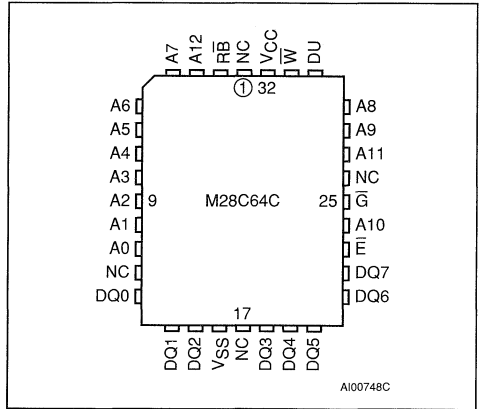 A7 A12 R̅B̅ NC VCC W̅ DU
1 32
A6 A8
A5 A9
A4 A11
A3 NC
A2 9 M28C64C 25 G̅
A1 A10
A0 E̅
NC DQ7
DQ0 DQ6
17
DQ1 DQ2 VSS NC DQ3 DQ4 DQ5
AI00748C